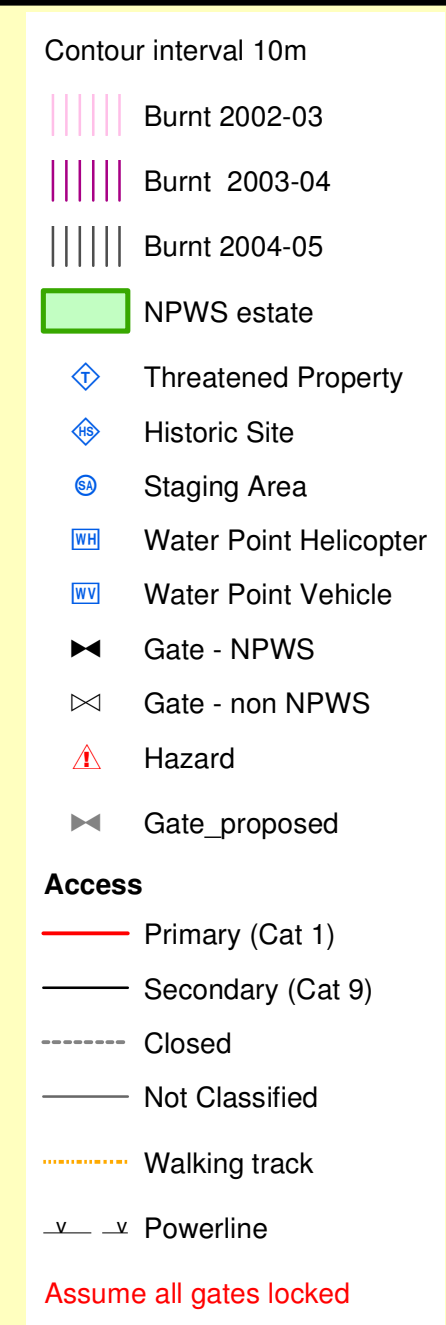 Contour interval 10m
Burnt 2002-03
Burnt 2003-04
Burnt 2004-05
NPWS estate
T Threatened Property
HS Historic Site
SA Staging Area
WH Water Point Helicopter
WV Water Point Vehicle
Gate - NPWS
Gate - non NPWS
! Hazard
Gate_proposed
Access
Primary (Cat 1)
Secondary (Cat 9)
Closed
Not Classified
Walking track
v v Powerline
Assume all gates locked